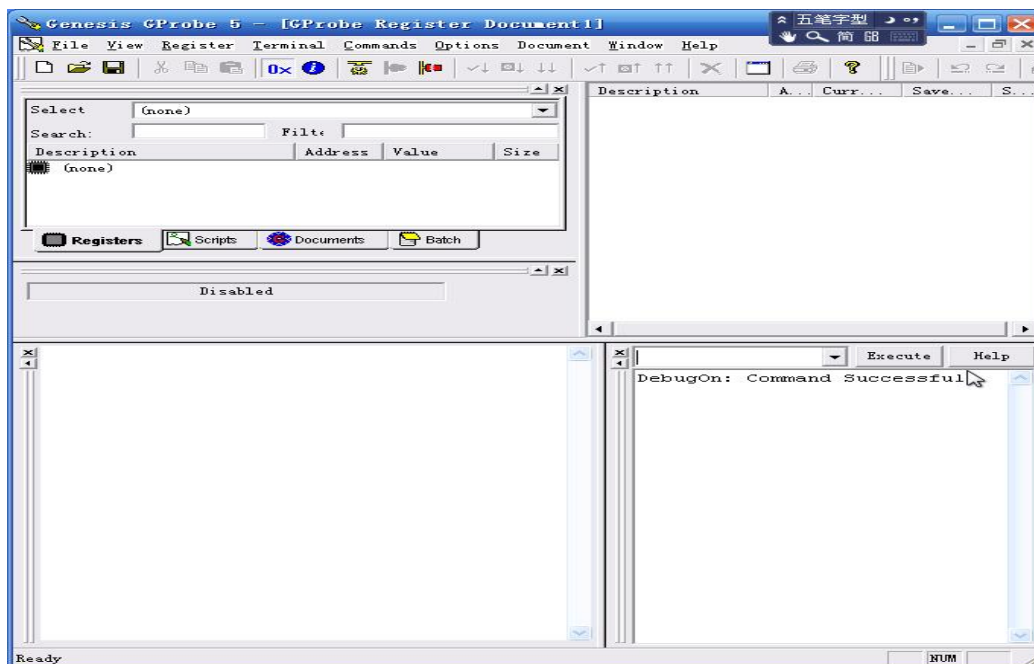 Genesis GProbe 5 - [GProbe Register Document1]
五笔字型
简
File View Register Terminal Commands Options Document Window Help
0x
Description A... Curr... Save... S...
Select (none)
Search: Filt
Description Address Value Size
(none)
Registers Scripts Documents Batch
Disabled
Execute Help
DebugOn: Command Successful
Ready
NUM